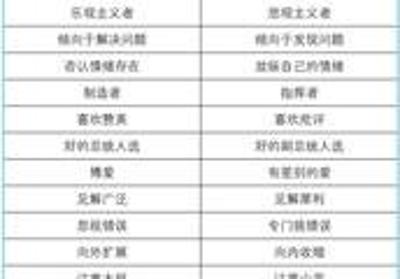 乐观主义者 悲观主义者
倾向于解决问题 倾向于发现问题
否认情绪存在 放纵自己的情绪
制造者 指挥者
喜欢赞美 喜欢批评
好的总统人选 好的副总统人选
博爱 有差别的爱
见解广泛 见解犀利
忽视错误 专门挑错误
向外扩展 向内收缩